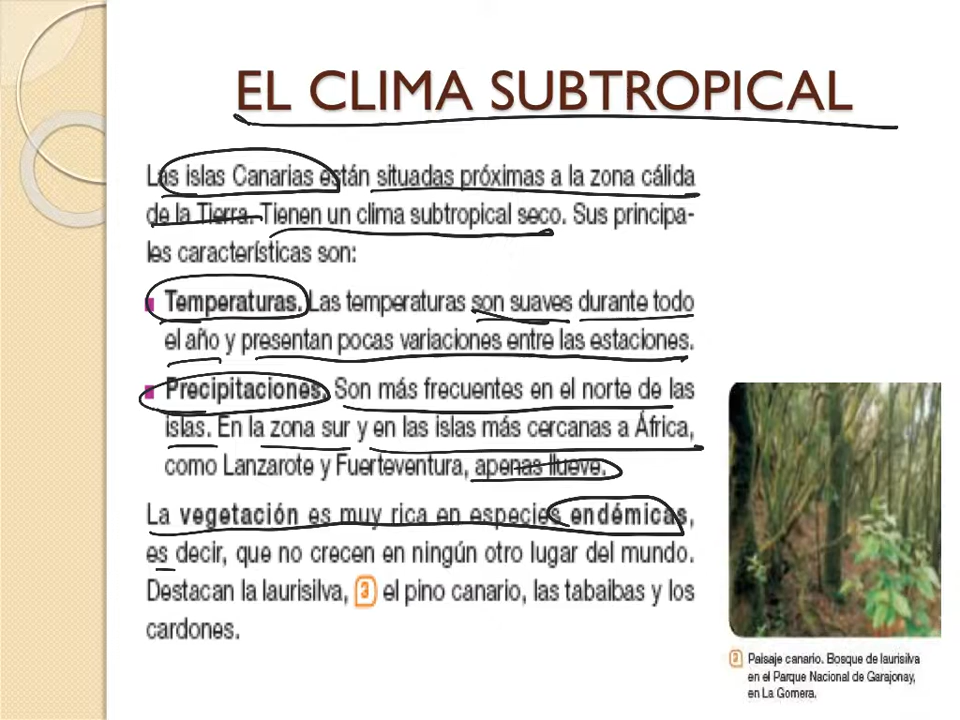 EL CLIMA SUBTROPICAL
Las islas Canarias están situadas próximas a la zona cálida
de la Tierra. Tienen un clima subtropical seco. Sus principa-
les características son:
Temperaturas. Las temperaturas son suaves durante todo
el año y presentan pocas variaciones entre las estaciones.
Precipitaciones. Son más frecuentes en el norte de las
islas. En la zona sur y en las islas más cercanas a África,
como Lanzarote y Fuerteventura, apenas llueve.
La vegetación es muy rica en especies endémicas,
es decir, que no crecen en ningún otro lugar del mundo.
Destacan la laurisilva, 3 el pino canario, las tabaibas y los
cardones.
3 Paisaje canario. Bosque de laurisilva
en el Parque Nacional de Garajonay,
en La Gomera.